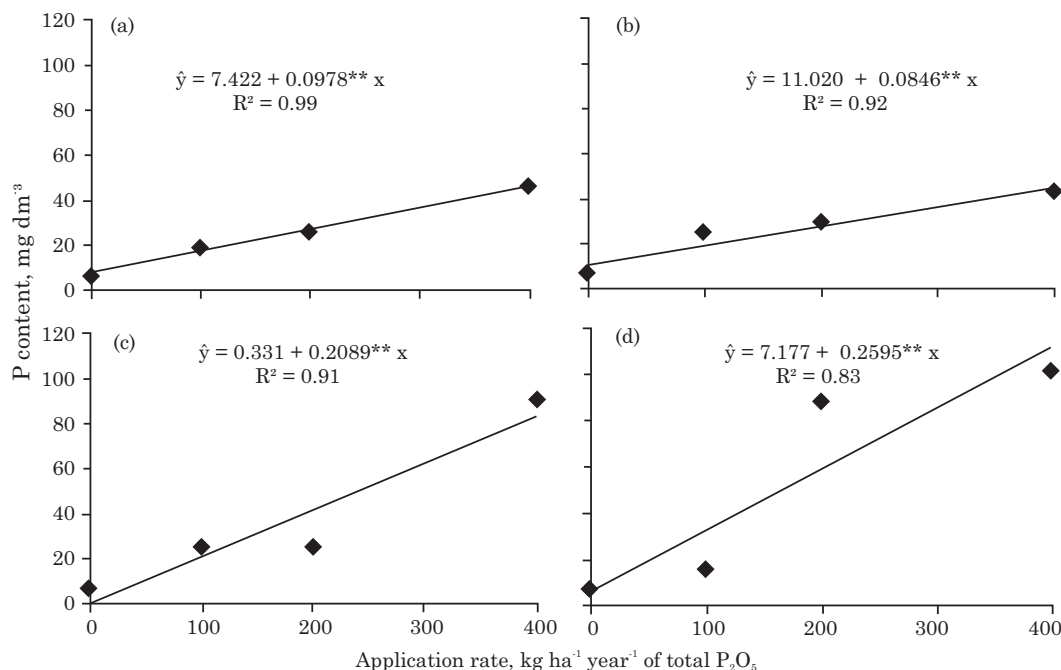 120
(a)
(b)
100
ŷ = 7.422 + 0.0978** x
R² = 0.99
ŷ = 11.020 + 0.0846** x
R² = 0.92
80
60
40
20
0
P content, mg dm⁻³
120
(c)
(d)
ŷ = 0.331 + 0.2089** x
R² = 0.91
ŷ = 7.177 + 0.2595** x
R² = 0.83
100
80
60
40
20
0
0 100 200 300 400
0 100 200 300 400
Application rate, kg ha⁻¹ year⁻¹ of total P₂O₅